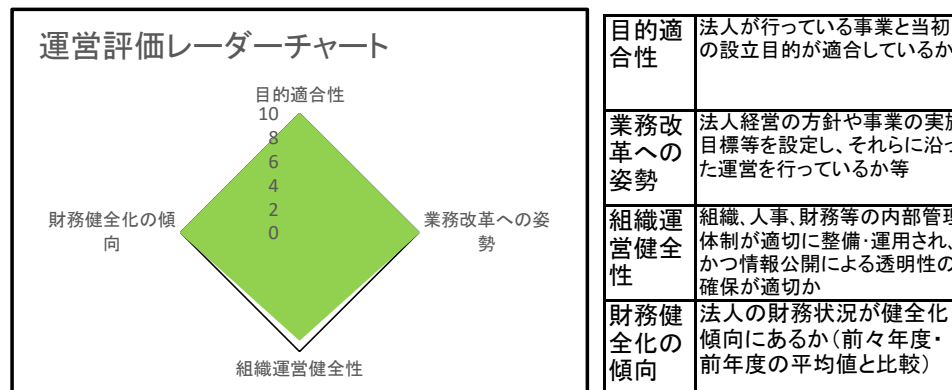 運営評価レーダーチャート
目的適合性
10
8
6
4
2
0
業務改革への姿
勢
組織運営健全性
財務健全化の傾
向
目的適
合性
法人が行っている事業と当初
の設立目的が適合しているか
業務改
革への
姿勢
法人経営の方針や事業の実施
目標等を設定し、それらに沿っ
た運営を行っているか等
組織運
営健全
性
組織、人事、財務等の内部管理
体制が適切に整備・運用され、
かつ情報公開による透明性の
確保が適切か
財務健
全化の
傾向
法人の財務状況が健全化
傾向にあるか（前々年度・
前年度の平均値と比較）